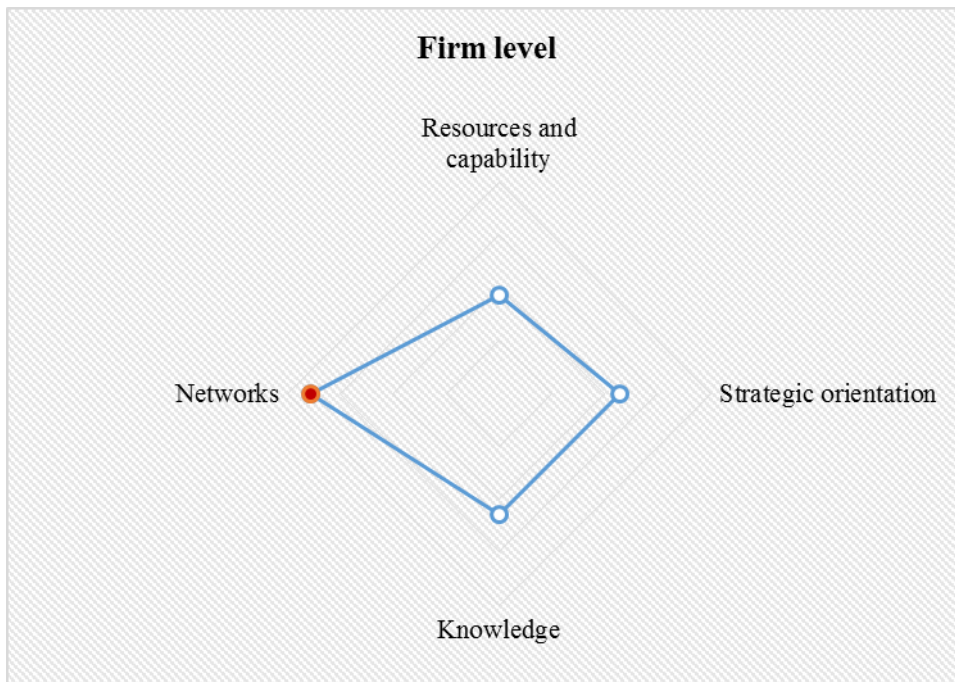 Firm level
Resources and
capability
Networks
Strategic orientation
Knowledge